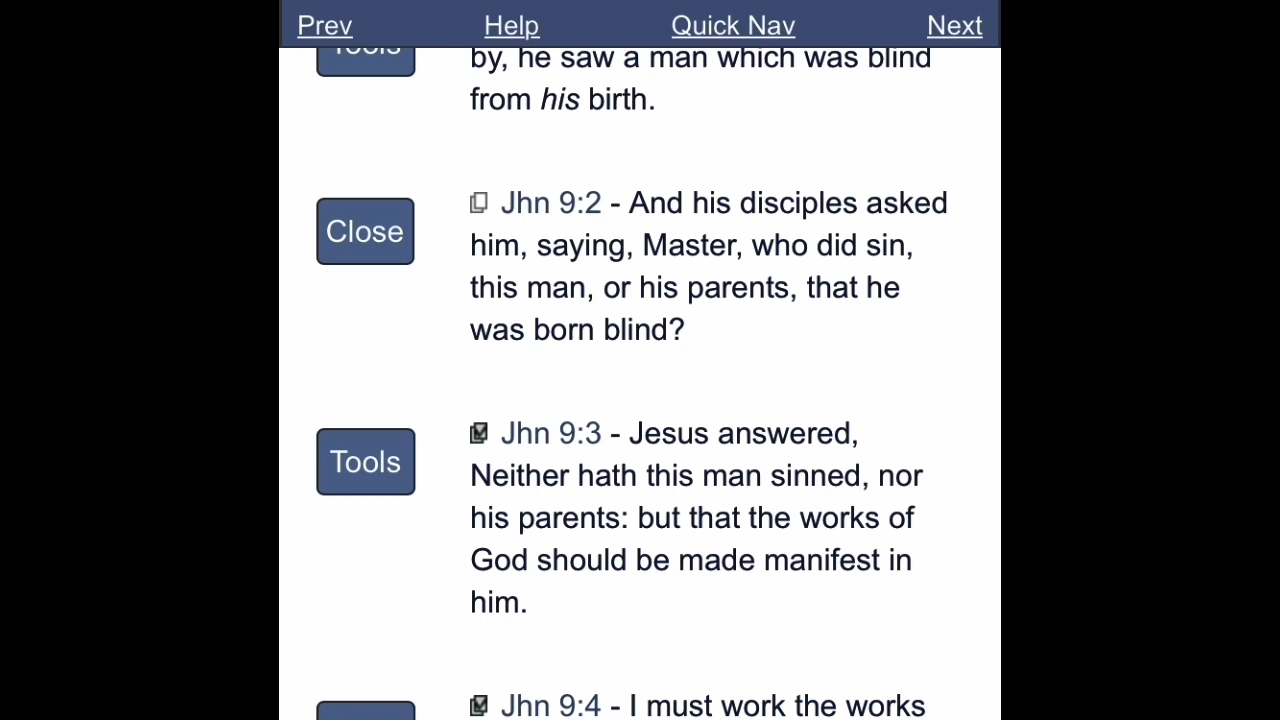 Prev Help Quick Nav Next
Tools by, he saw a man which was blind
from his birth.
Jhn 9:2 - And his disciples asked
Close him, saying, Master, who did sin,
this man, or his parents, that he
was born blind?
Jhn 9:3 - Jesus answered,
Tools Neither hath this man sinned, nor
his parents: but that the works of
God should be made manifest in
him.
Jhn 9:4 - I must work the works